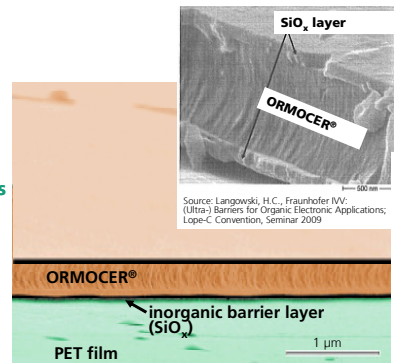 SiOx layer
ORMOCER®
500 nm
Source: Langowski, H.C., Fraunhofer IVV:
(Ultra-) Barriers for Organic Electronic Applications;
Lope-C Convention, Seminar 2009
s
ORMOCER®
inorganic barrier layer
(SiOx)
1 µm
PET film